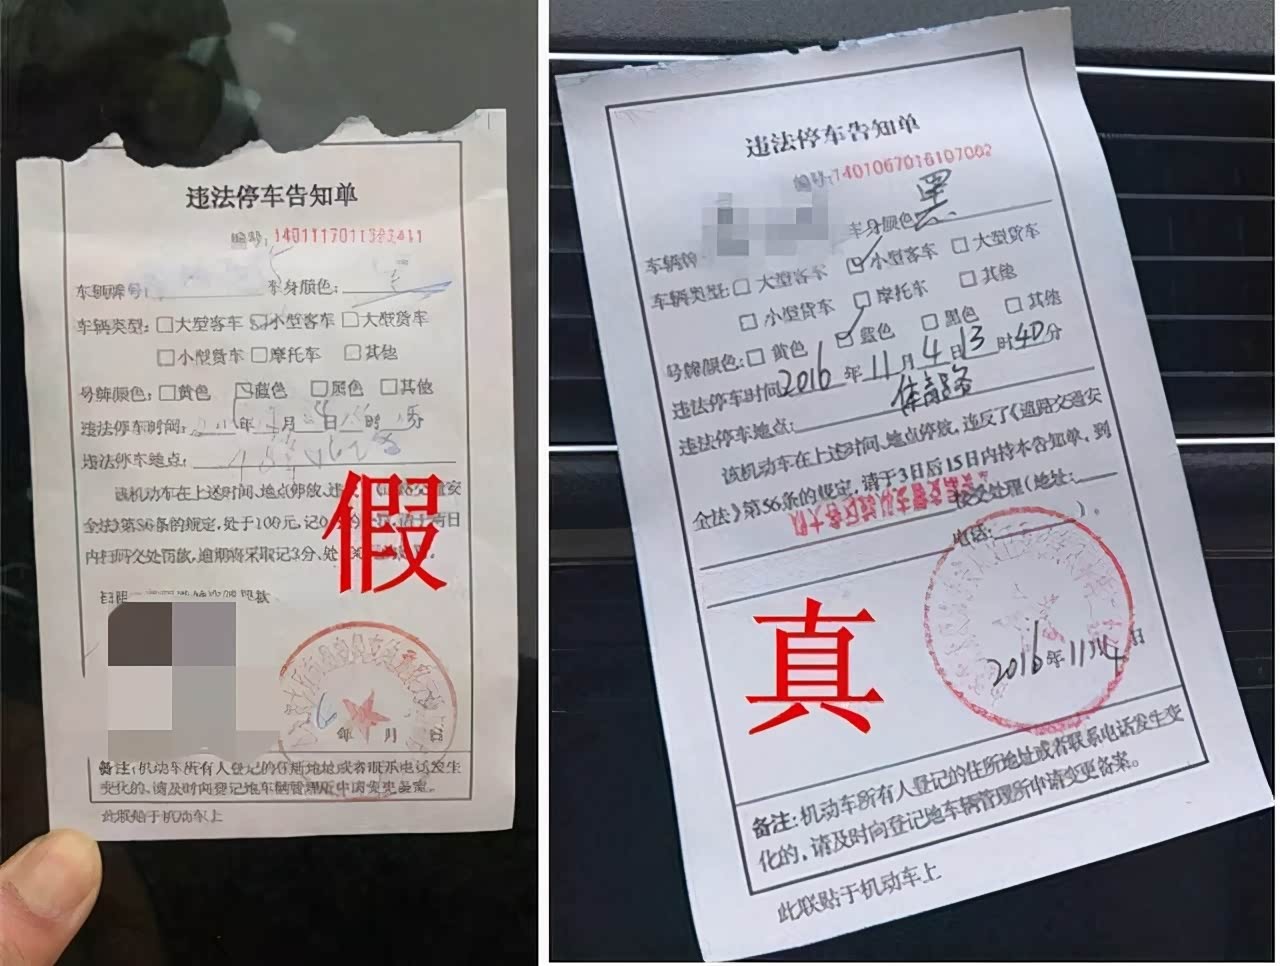 违法停车告知单
编号:
车辆牌号:
车身颜色:
车辆类型: □大型客车 □小型客车 □大型货车
□小型货车 □摩托车 □其他
号牌颜色: □黄色 □蓝色 □黑色 □其他
违法停车时间: 年 月 日 时 分
违法停车地点:
该机动车在上述时间、地点停放,违
安
全法》第56条的规定,处于100元,记0
日
内扫码交处罚款,逾期将采取记3分、处
假
年 月 日
备注:机动车所有人登记的住所地址或者联系电话发生
变化的,请及时向登记地车辆管理所申请变更备案。
此联贴于机动车上
违法停车告知单
编号:1401067016107002
车辆牌
车身颜色 黑
车辆类型: □大型客车 □小型客车 □大型货车
□小型货车 □摩托车 □其他
号牌颜色: □黄色 □蓝色 □黑色 □其他
违法停车时间 2016 年 11 月 4 日 13 时 40 分
违法停车地点: 体育路
该机动车在上述时间、地点停放,违反了《道路交通安
全法》第56条的规定,请于3日后15日内持本告知单,到
接受处理(地址:
电话: )。
真
2016 年 11 月 4 日
备注:机动车所有人登记的住所地址或者联系电话发生变
化的,请及时向登记地车辆管理所申请变更备案。
此联贴于机动车上